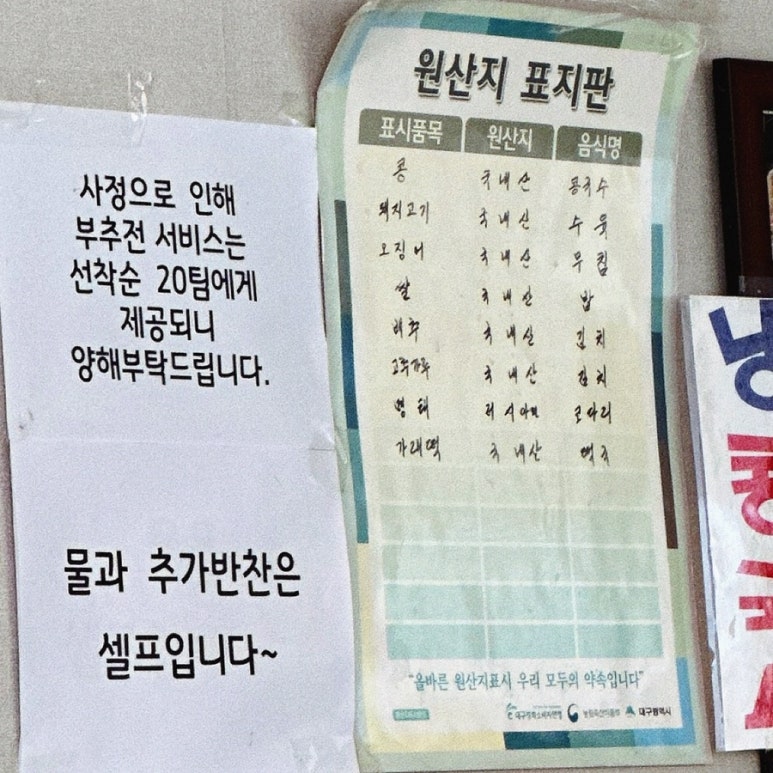 사정으로 인해
부추전 서비스는
선착순 20팀에게
제공되니
양해부탁드립니다.
물과 추가반찬은
셀프입니다~
원산지 표지판
표시품목 원산지 음식명
콩 국내산 콩국수
돼지고기 국내산 수육
오징어 국내산 무침
쌀 국내산 밥
배추 국내산 김치
고추가루 국내산 김치
명태 러시아 코다리
가래떡 국내산 떡국
"올바른 원산지표시 우리 모두의 약속입니다"
대구광역시